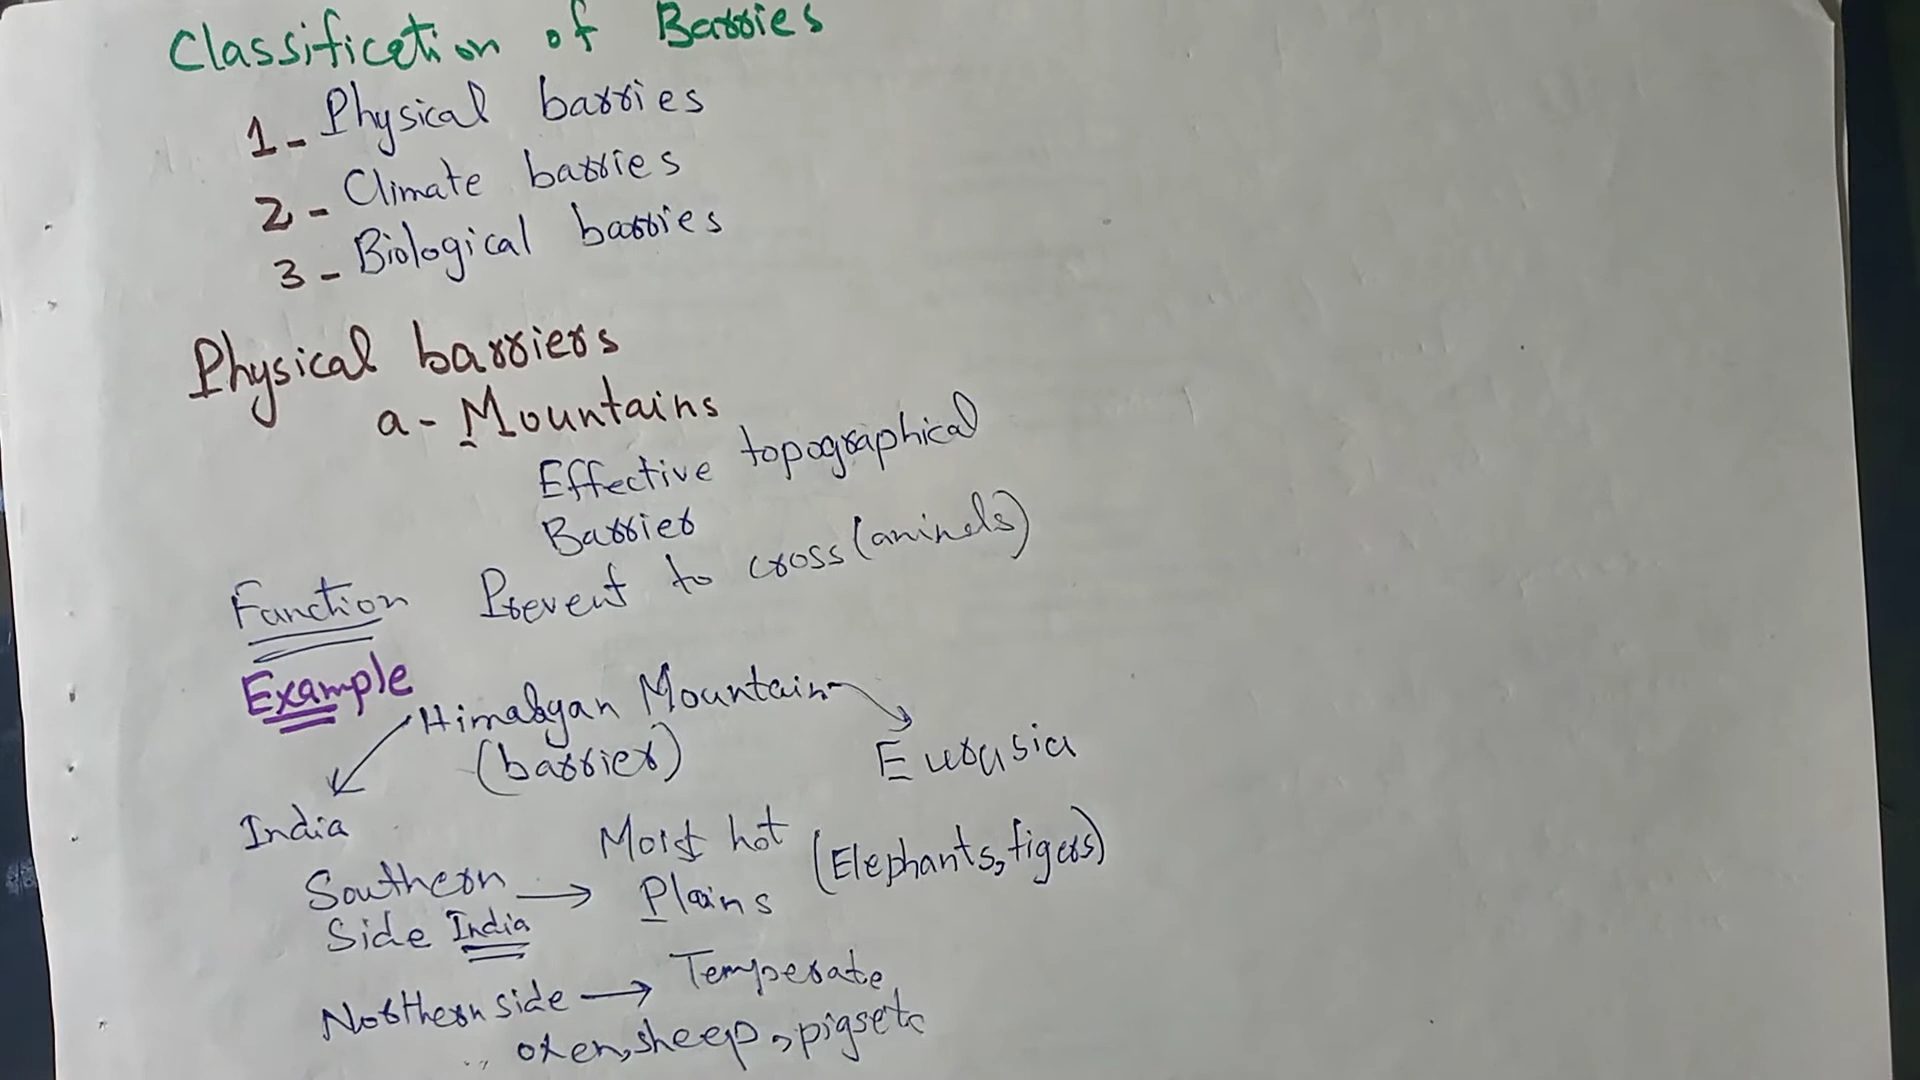 Classification of Barries
1- Physical barries
2- Climate barries
3- Biological barries
Physical barriers
a- Mountains
Effective topographical
Barrier
Function Prevent to cross (aninals)
Example
Himalyan Mountain
(barrier)
Eurasia
India
Southern → Moist hot (Elephants, tigers)
Side India Plains
Northern side → Temperate
oxen, sheep, pigs etc